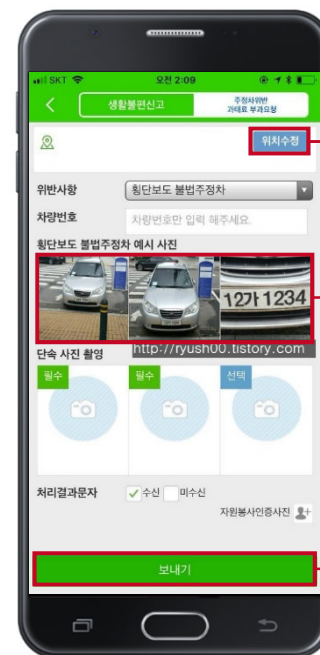 SKT 오전 2:09
생활불편신고 주정차위반
과태료 부과요청
위치수정
위반사항 횡단보도 불법주정차
차량번호 차량번호만 입력 해주세요.
횡단보도 불법주정차 예시 사진
12가 1234
http://ryush00.tistory.com
단속 사진 촬영
필수 필수 선택
처리결과문자 수신 미수신
자원봉사인증사진
보내기